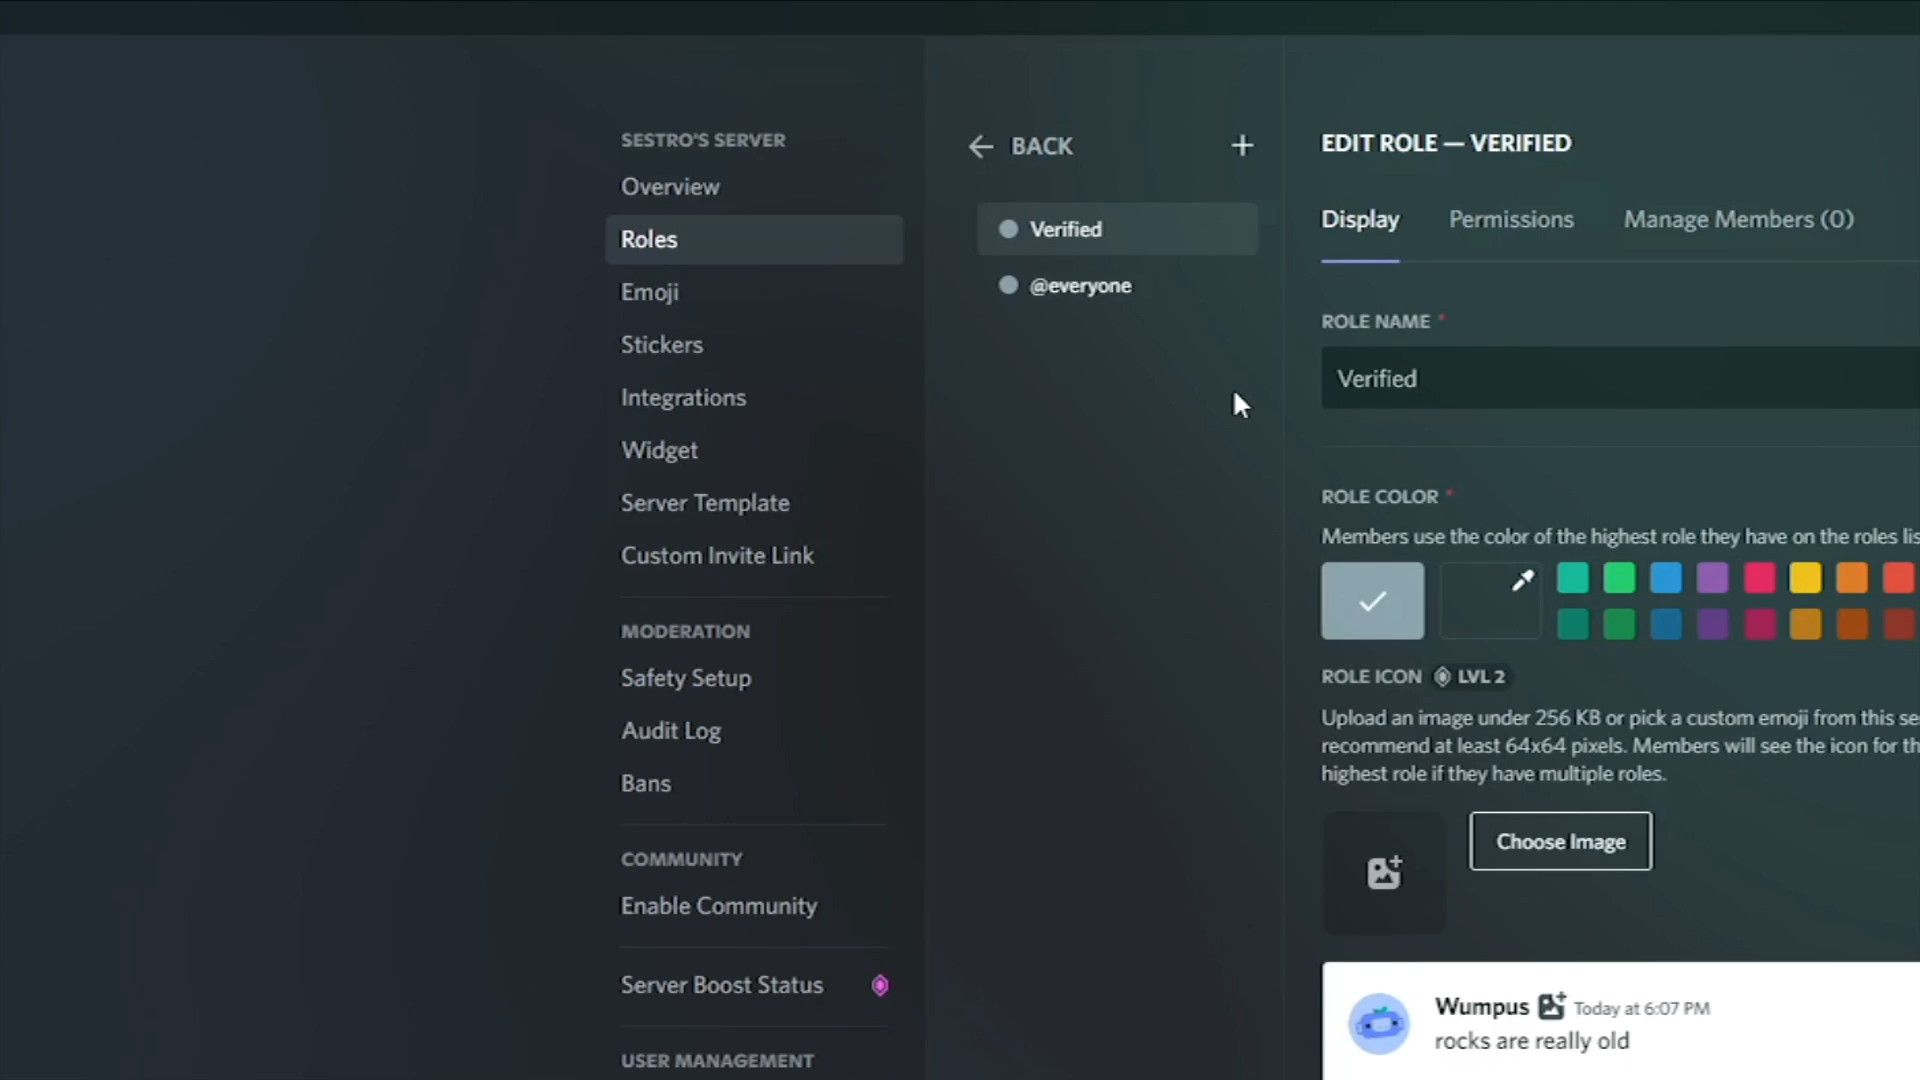 SESTRO'S SERVER
Overview
Roles
Emoji
Stickers
Integrations
Widget
Server Template
Custom Invite Link
MODERATION
Safety Setup
Audit Log
Bans
COMMUNITY
Enable Community
Server Boost Status
USER MANAGEMENT
BACK
Verified
@everyone
EDIT ROLE — VERIFIED
Display Permissions Manage Members (0)
ROLE NAME *
Verified
ROLE COLOR *
Members use the color of the highest role they have on the roles lis
ROLE ICON LVL 2
Upload an image under 256 KB or pick a custom emoji from this se
recommend at least 64x64 pixels. Members will see the icon for th
highest role if they have multiple roles.
Choose Image
Wumpus Today at 6:07 PM
rocks are really old